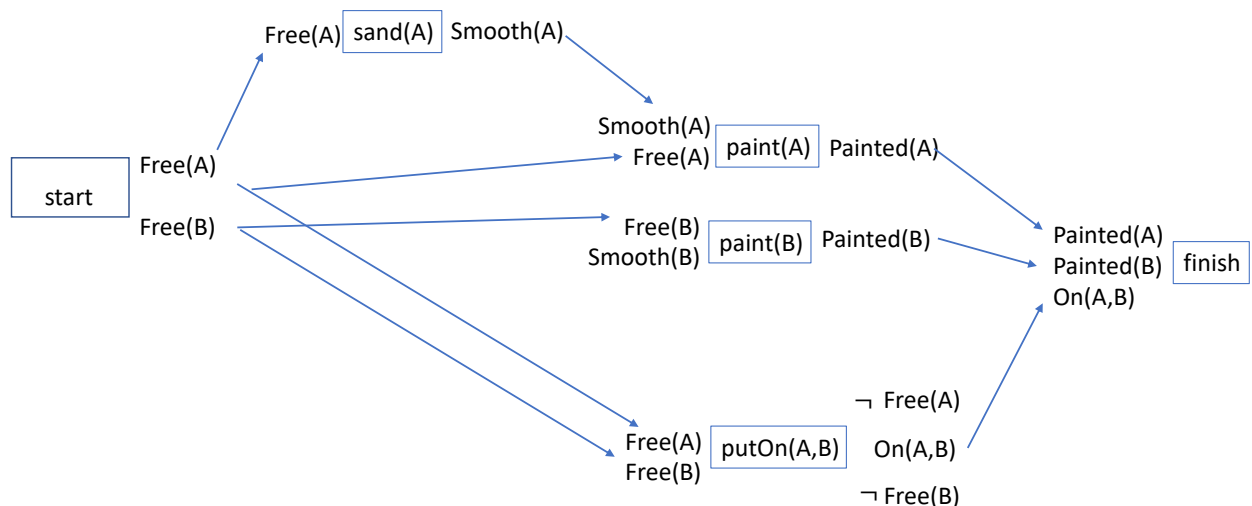 Free(A) sand(A) Smooth(A)
Smooth(A)
Free(A) paint(A) Painted(A)
start
Free(A)
Free(B)
Free(B)
Smooth(B)
paint(B) Painted(B)
Painted(A)
Painted(B)
On(A,B)
finish
¬ Free(A)
Free(A)
Free(B)
putOn(A,B)
On(A,B)
¬ Free(B)